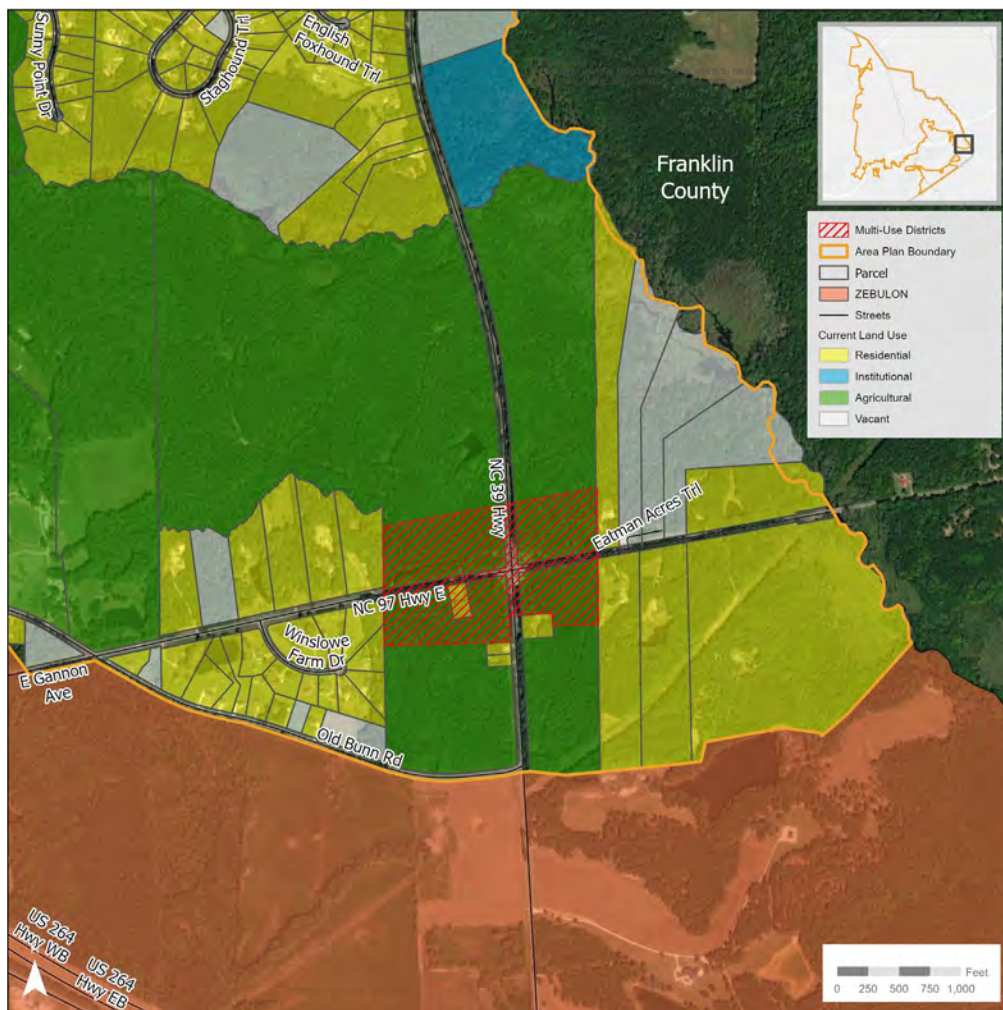 Sunny Point Dr
Staghound Trl
English
Foxhound Trl
Franklin
County
Multi-Use Districts
Area Plan Boundary
Parcel
ZEBULON
Streets
Current Land Use
Residential
Institutional
Agricultural
Vacant
NC 39 Hwy
Eatman Acres Trl
NC 97 Hwy E
Winslowe
Farm Dr
E Gannon
Ave
Old Bunn Rd
US 264
Hwy WB
US 264
Hwy EB
Feet
0 250 500 750 1,000